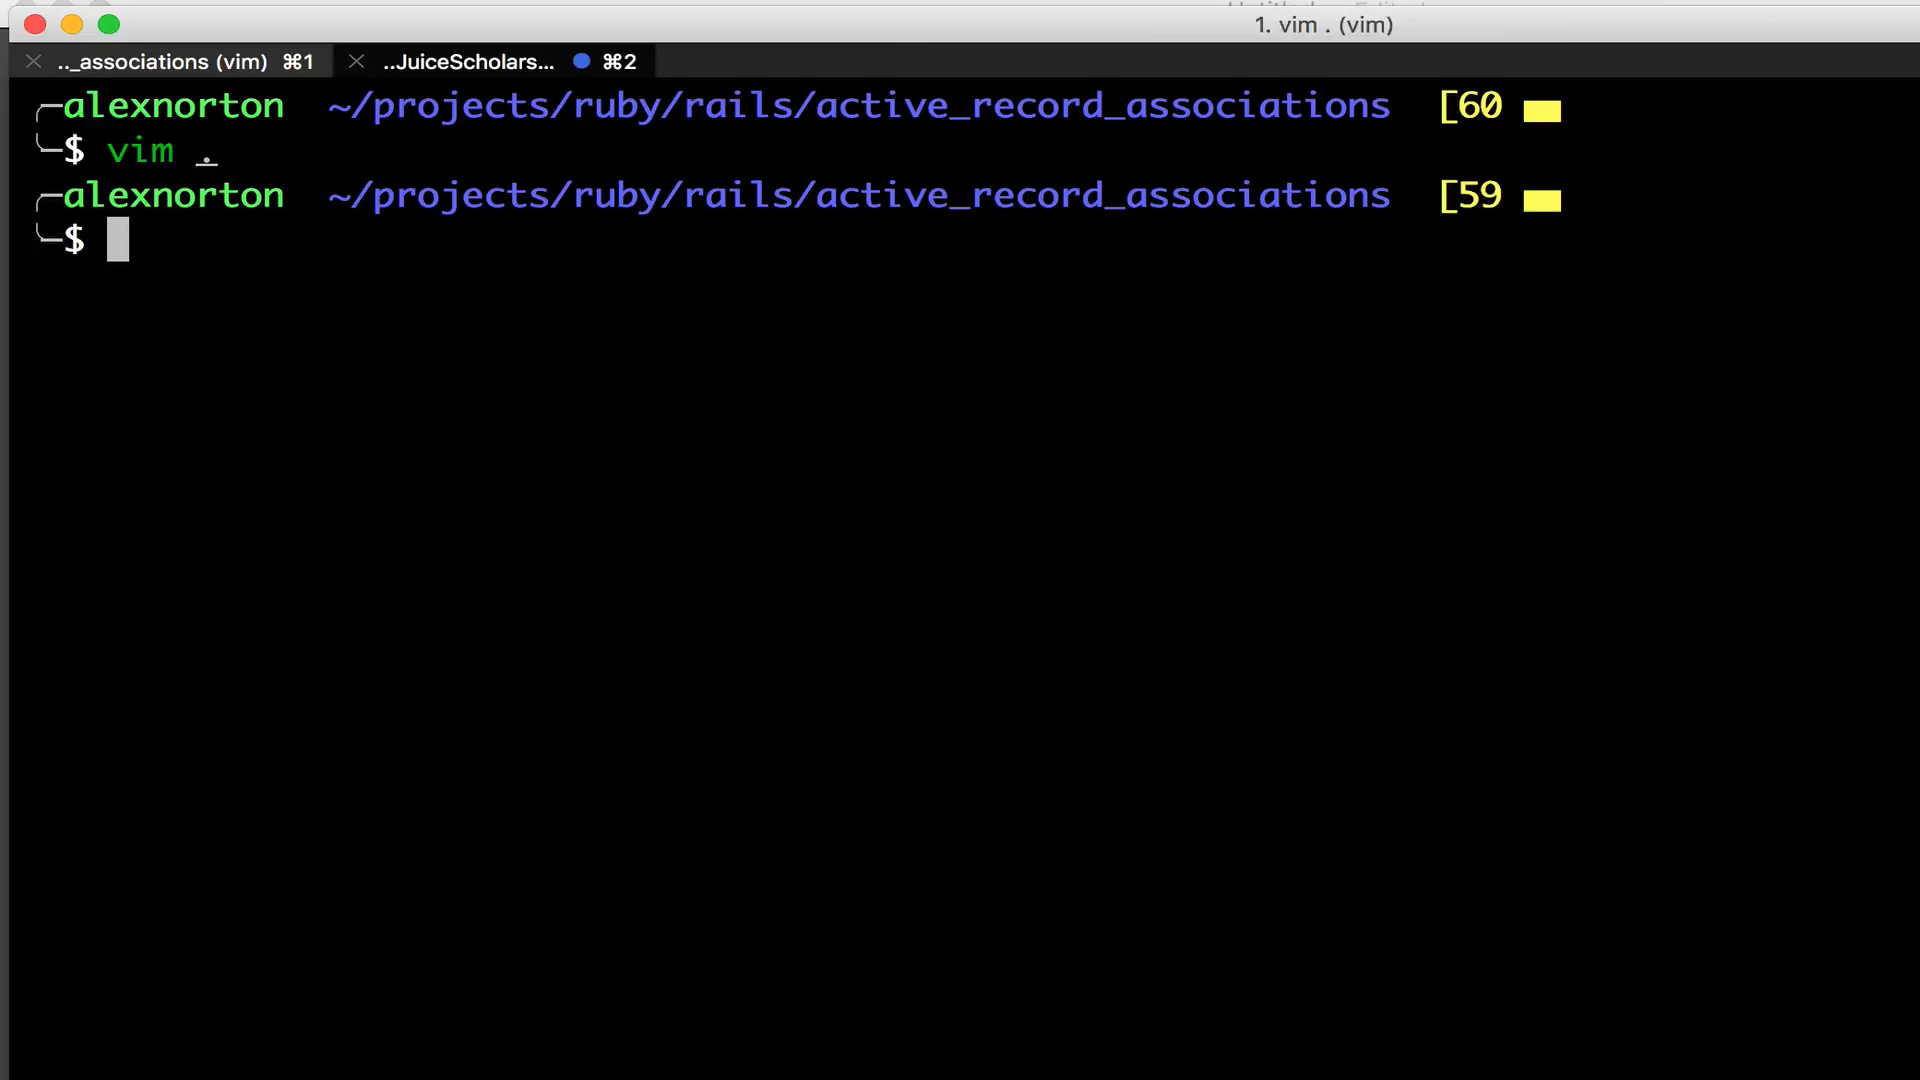 1. vim . (vim)
.._associations (vim) ⌘1 ..JuiceScholars... ⌘2
alexnorton ~/projects/ruby/rails/active_record_associations [60
$ vim .
alexnorton ~/projects/ruby/rails/active_record_associations [59
$